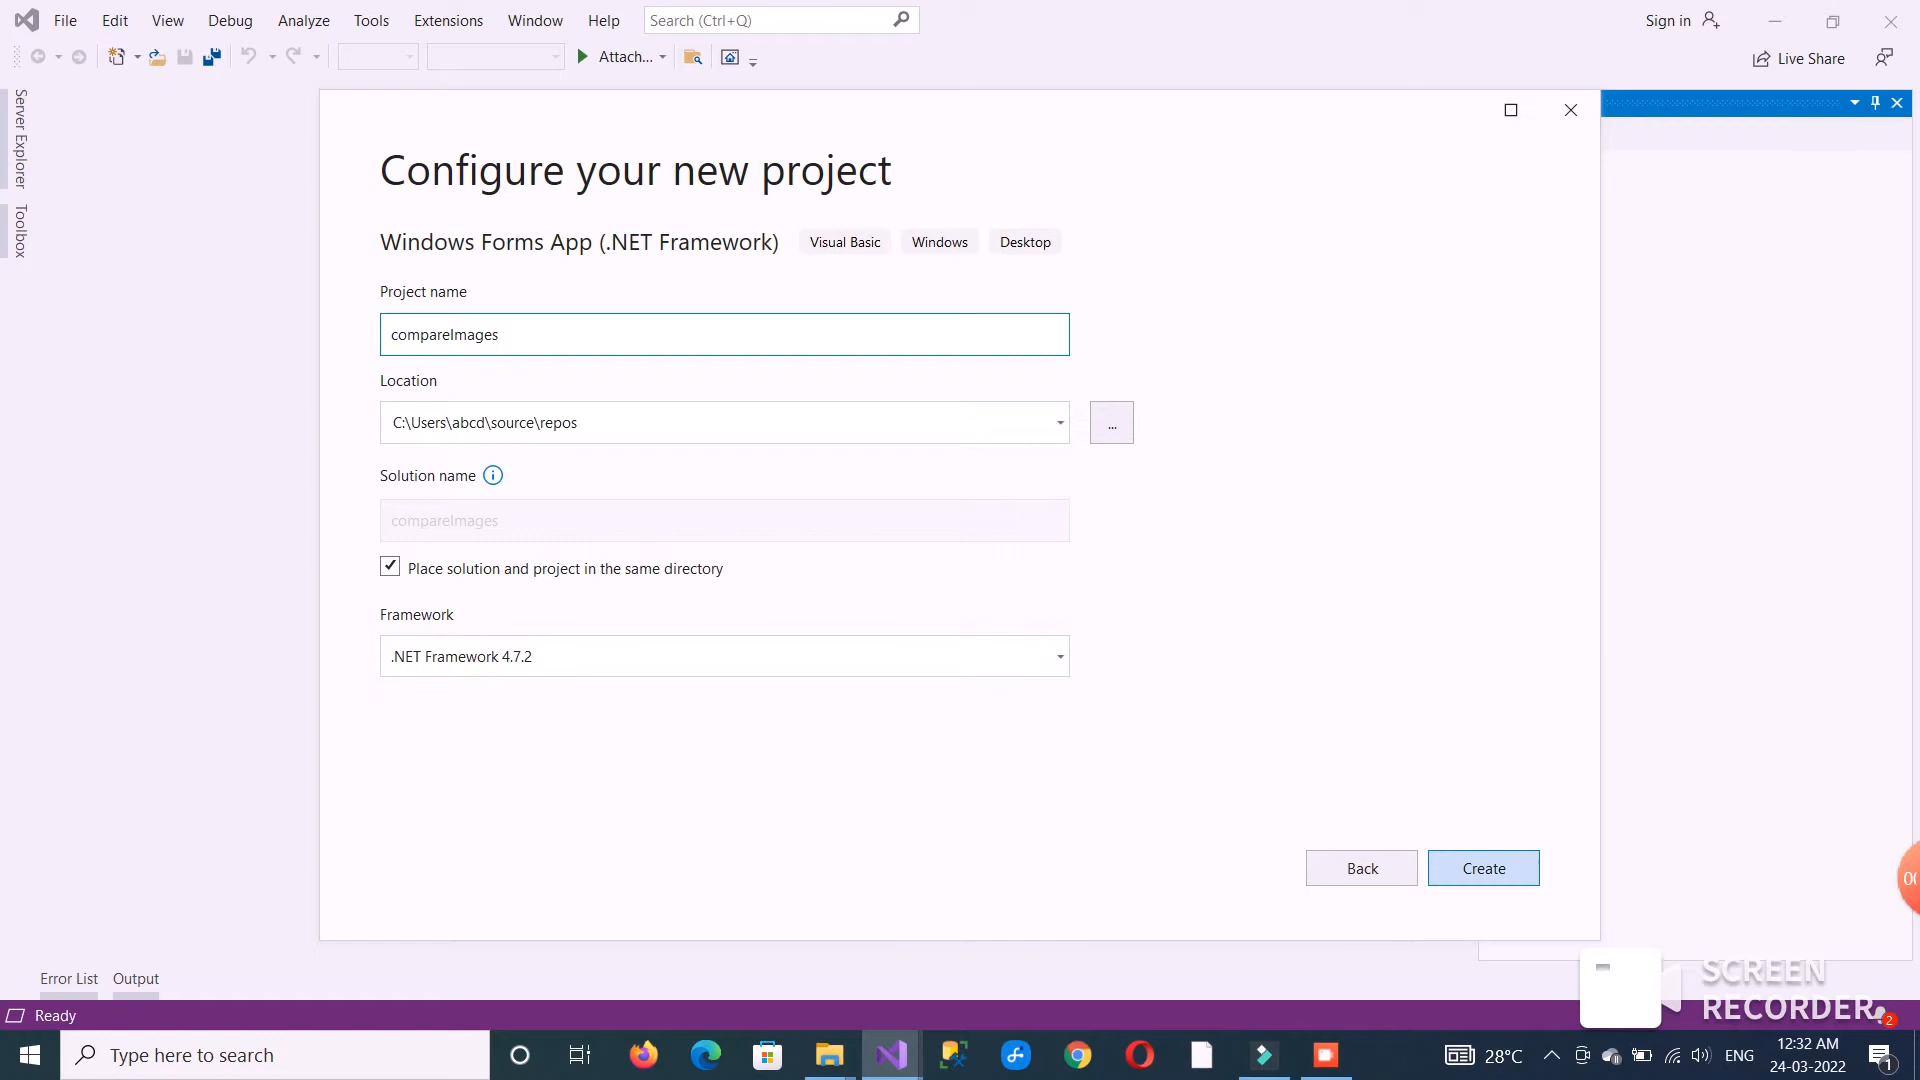 File Edit View Debug Analyze Tools Extensions Window Help Search (Ctrl+Q) Sign in
Attach... Live Share
Server Explorer
Toolbox
Configure your new project
Windows Forms App (.NET Framework) Visual Basic Windows Desktop
Project name
compareImages
Location
C:\Users\abcd\source\repos
...
Solution name
compareImages
Place solution and project in the same directory
Framework
.NET Framework 4.7.2
Back Create
Error List Output
SCREEN
RECORDER
2
Ready
Type here to search
28°C
ENG
12:32 AM
24-03-2022
1